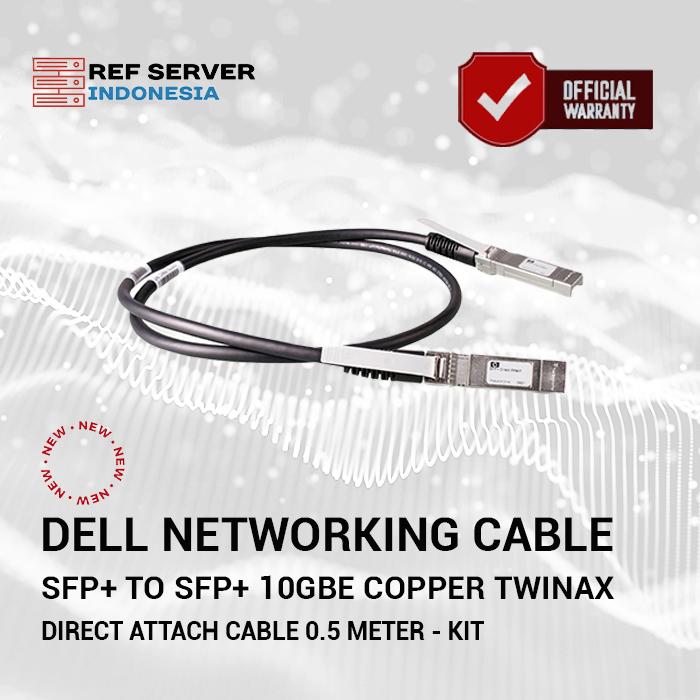 REF SERVER
INDONESIA
OFFICIAL
WARRANTY
NEW • NEW • NEW • NEW • NEW •
DELL NETWORKING CABLE
SFP+ TO SFP+ 10GBE COPPER TWINAX
DIRECT ATTACH CABLE 0.5 METER - KIT